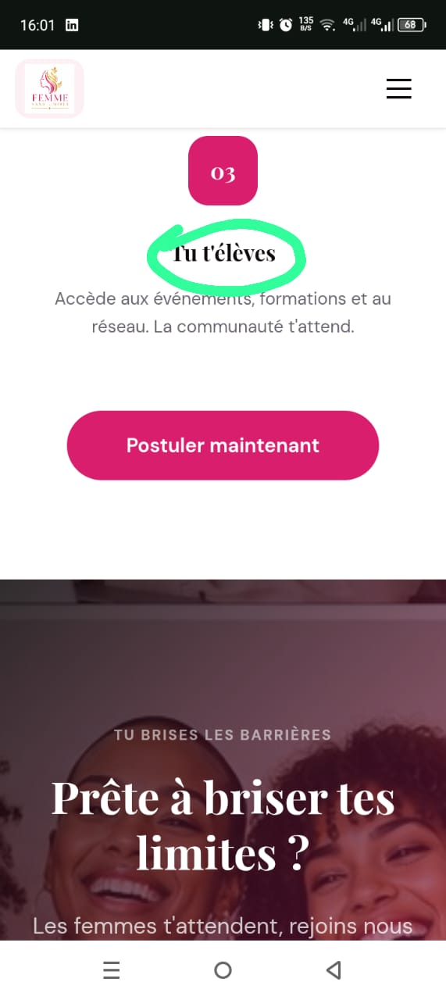 16:01
135
B/S
4G
4G
68
FEMME
03
Tu t'élèves
Accède aux événements, formations et au
réseau. La communauté t'attend.
Postuler maintenant
TU BRISES LES BARRIÈRES
Prête à briser tes
limites ?
Les femmes t'attendent, rejoins nous